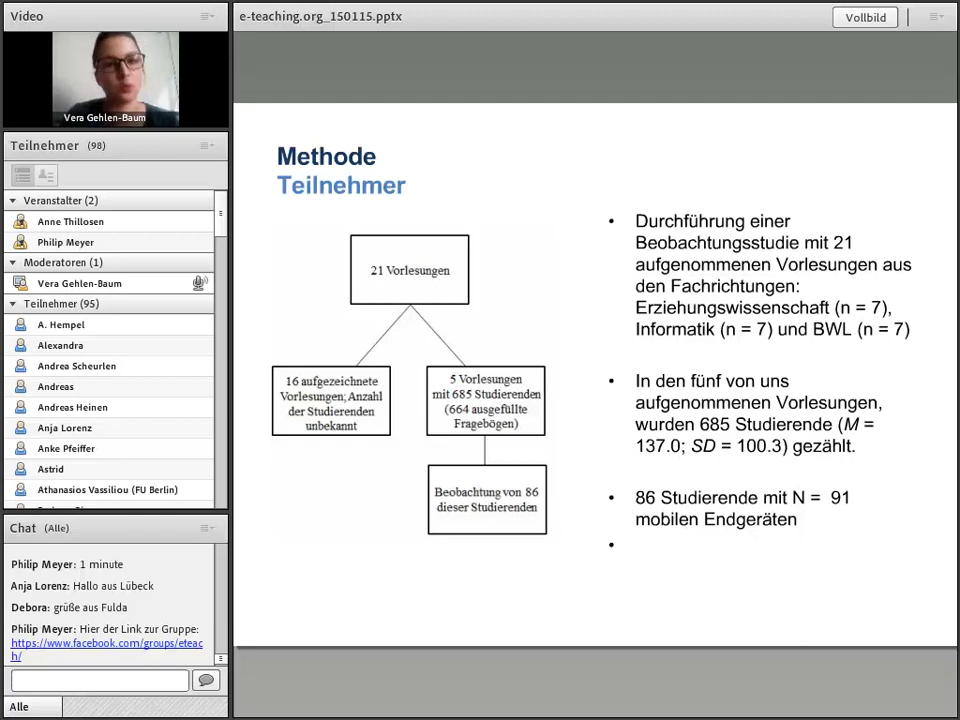 Video
Vera Gehlen-Baum
Teilnehmer (98)
Veranstalter (2)
Anne Thillosen
Philip Meyer
Moderatoren (1)
Vera Gehlen-Baum
Teilnehmer (95)
A. Hempel
Alexandra
Andrea Scheurlen
Andreas
Andreas Heinen
Anja Lorenz
Anke Pfeiffer
Astrid
Athanasios Vassiliou (FU Berlin)
Chat (Alle)
Philip Meyer: 1 minute
Anja Lorenz: Hallo aus Lübeck
Debora: grüße aus Fulda
Philip Meyer: Hier der Link zur Gruppe:
https://www.facebook.com/groups/eteac
h/
Alle
e-teaching.org_150115.pptx
Vollbild
Methode
Teilnehmer
21 Vorlesungen
16 aufgezeichnete
Vorlesungen; Anzahl
der Studierenden
unbekannt
5 Vorlesungen
mit 685 Studierenden
(664 ausgefüllte
Fragebögen)
Beobachtung von 86
dieser Studierenden
• Durchführung einer
Beobachtungsstudie mit 21
aufgenommenen Vorlesungen aus
den Fachrichtungen:
Erziehungswissenschaft (n = 7),
Informatik (n = 7) und BWL (n = 7)
• In den fünf von uns
aufgenommenen Vorlesungen,
wurden 685 Studierende (M =
137.0; SD = 100.3) gezählt.
• 86 Studierende mit N = 91
mobilen Endgeräten
•